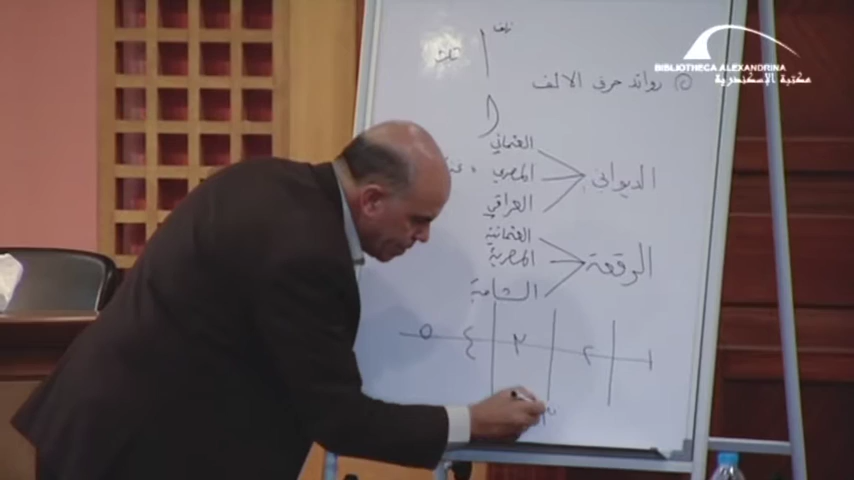 BIBLIOTHECA ALEXANDRINA
مكتبة الإسكندرية
زوائد حرف الالف
الديواني
العثماني
المصري
العراقي
الرقعة
العثمانية
المصرية
الشامية
١ ٢ ٣ ٤ ٥